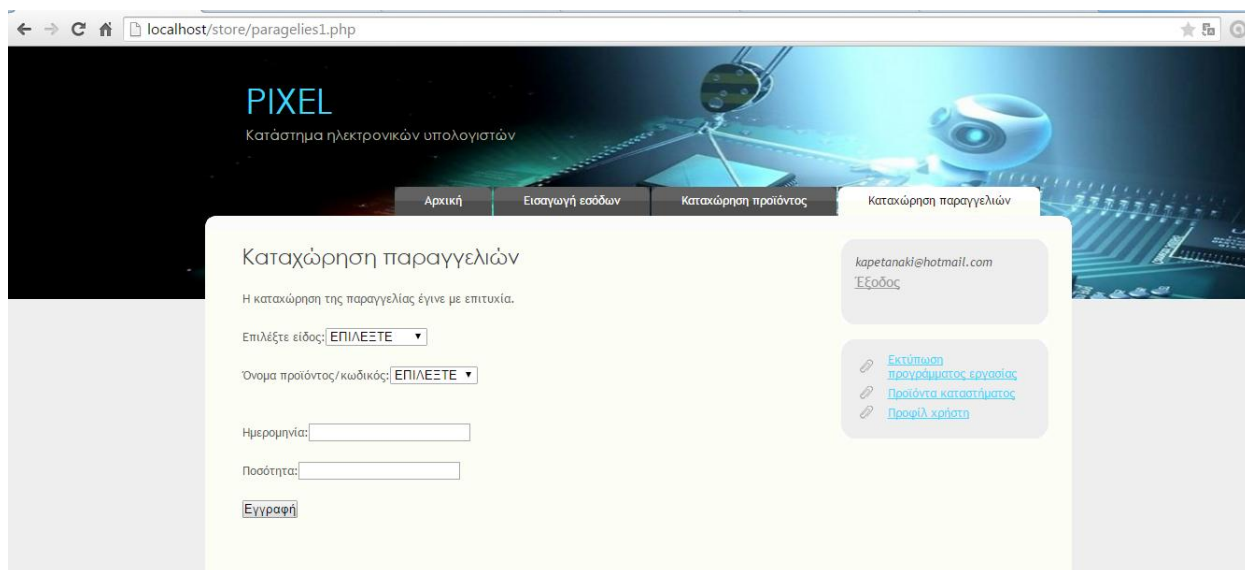 localhost/store/paragelies1.php
PIXEL
Κατάστημα ηλεκτρονικών υπολογιστών
Αρχική Εισαγωγή εσόδων Καταχώρηση προϊόντος Καταχώρηση παραγγελιών
Καταχώρηση παραγγελιών
Η καταχώρηση της παραγγελίας έγινε με επιτυχία.
Επιλέξτε είδος: ΕΠΙΛΕΞΤΕ
Όνομα προϊόντος/κωδικός: ΕΠΙΛΕΞΤΕ
Ημερομηνία:
Ποσότητα:
Εγγραφή
kapetanaki@hotmail.com
Έξοδος
Εκτύπωση
προγράμματος εργασίας
Προϊόντα καταστήματος
Προφίλ χρήστη